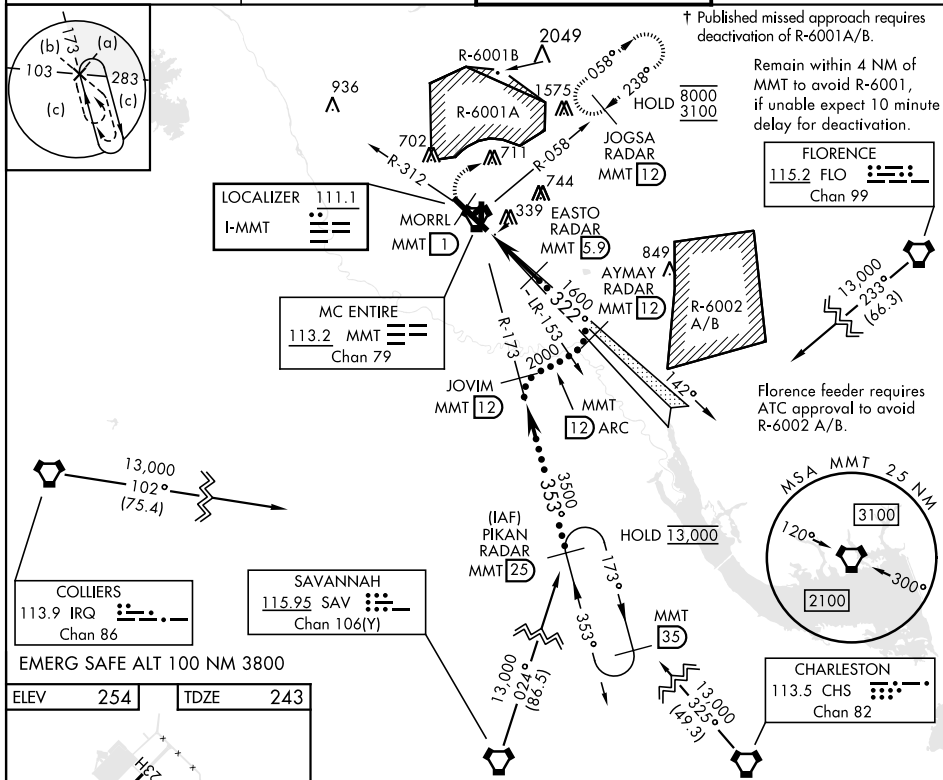 † Published missed approach requires
deactivation of R-6001A/B.
Remain within 4 NM of
MMT to avoid R-6001,
if unable expect 10 minute
delay for deactivation.
(b)
173
(a)
103
283
(c)
(c)
936
R-6001B
2049
R-6001A
1575
058°
238°
HOLD 8000
3100
JOGSA
RADAR
MMT 12
702
711
R-058
R-312
744
339
LOCALIZER 111.1
I-MMT
MORRL
MMT 1
EASTO
RADAR
MMT 5.9
FLORENCE
115.2 FLO
Chan 99
849
AYMAY
RADAR
MMT 12
R-6002
A/B
13,000
233°
(66.3)
MC ENTIRE
113.2 MMT
Chan 79
1600
322°
LR-153
R-173
2000
142°
JOVIM
MMT 12
MMT
12 ARC
Florence feeder requires
ATC approval to avoid
R-6002 A/B.
13,000
102°
(75.4)
3500
353°
(IAF)
PIKAN
RADAR
MMT 25
HOLD 13,000
173°
353°
MMT
35
MSA MMT 25 NM
3100
120°
300°
2100
COLLIERS
113.9 IRQ
Chan 86
SAVANNAH
115.95 SAV
Chan 106(Y)
13,000
024°
(86.5)
13,000
325°
(49.3)
CHARLESTON
113.5 CHS
Chan 82
EMERG SAFE ALT 100 NM 3800
ELEV 254
TDZE 243
23H